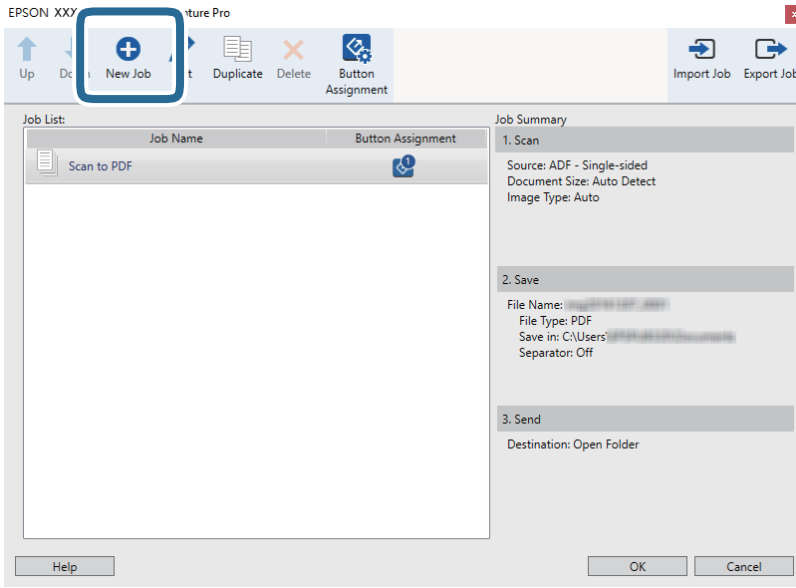 EPSON XXX ture Pro
Up
New Job
Duplicate
Delete
Button
Assignment
Import Job
Export Job
Job List:
Job Name
Button Assignment
Scan to PDF
1
Job Summary
1. Scan
Source: ADF - Single-sided
Document Size: Auto Detect
Image Type: Auto
2. Save
File Name:
File Type: PDF
Save in: C:\Users\
Separator: Off
3. Send
Destination: Open Folder
Help
OK
Cancel